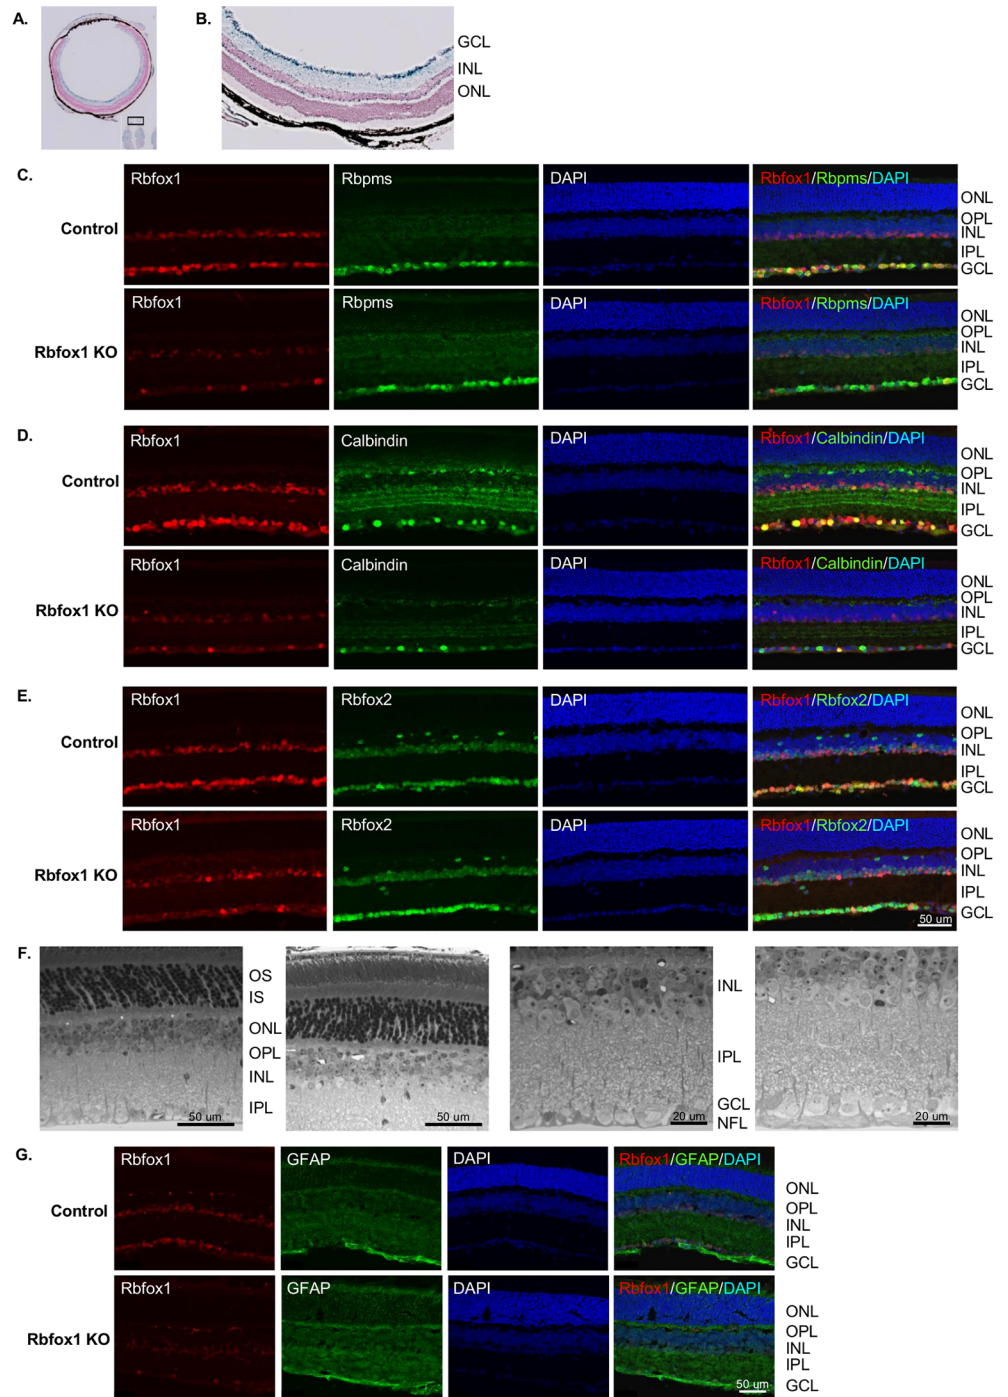 A.
B.
GCL
INL
ONL
C.
Rbfox1
Rbpms
DAPI
Rbfox1/Rbpms/DAPI
Control
ONL
OPL
INL
IPL
GCL
Rbfox1
Rbpms
DAPI
Rbfox1/Rbpms/DAPI
Rbfox1 KO
ONL
OPL
INL
IPL
GCL
D.
Rbfox1
Calbindin
DAPI
Rbfox1/Calbindin/DAPI
Control
ONL
OPL
INL
IPL
GCL
Rbfox1
Calbindin
DAPI
Rbfox1/Calbindin/DAPI
Rbfox1 KO
ONL
OPL
INL
IPL
GCL
E.
Rbfox1
Rbfox2
DAPI
Rbfox1/Rbfox2/DAPI
Control
ONL
OPL
INL
IPL
GCL
Rbfox1
Rbfox2
DAPI
Rbfox1/Rbfox2/DAPI
Rbfox1 KO
ONL
OPL
INL
IPL
GCL
50 um
F.
OS
IS
ONL
OPL
INL
IPL
50 um
50 um
INL
IPL
GCL
NFL
20 um
20 um
G.
Rbfox1
GFAP
DAPI
Rbfox1/GFAP/DAPI
Control
ONL
OPL
INL
IPL
GCL
Rbfox1
GFAP
DAPI
Rbfox1/GFAP/DAPI
Rbfox1 KO
ONL
OPL
INL
IPL
GCL
50 um